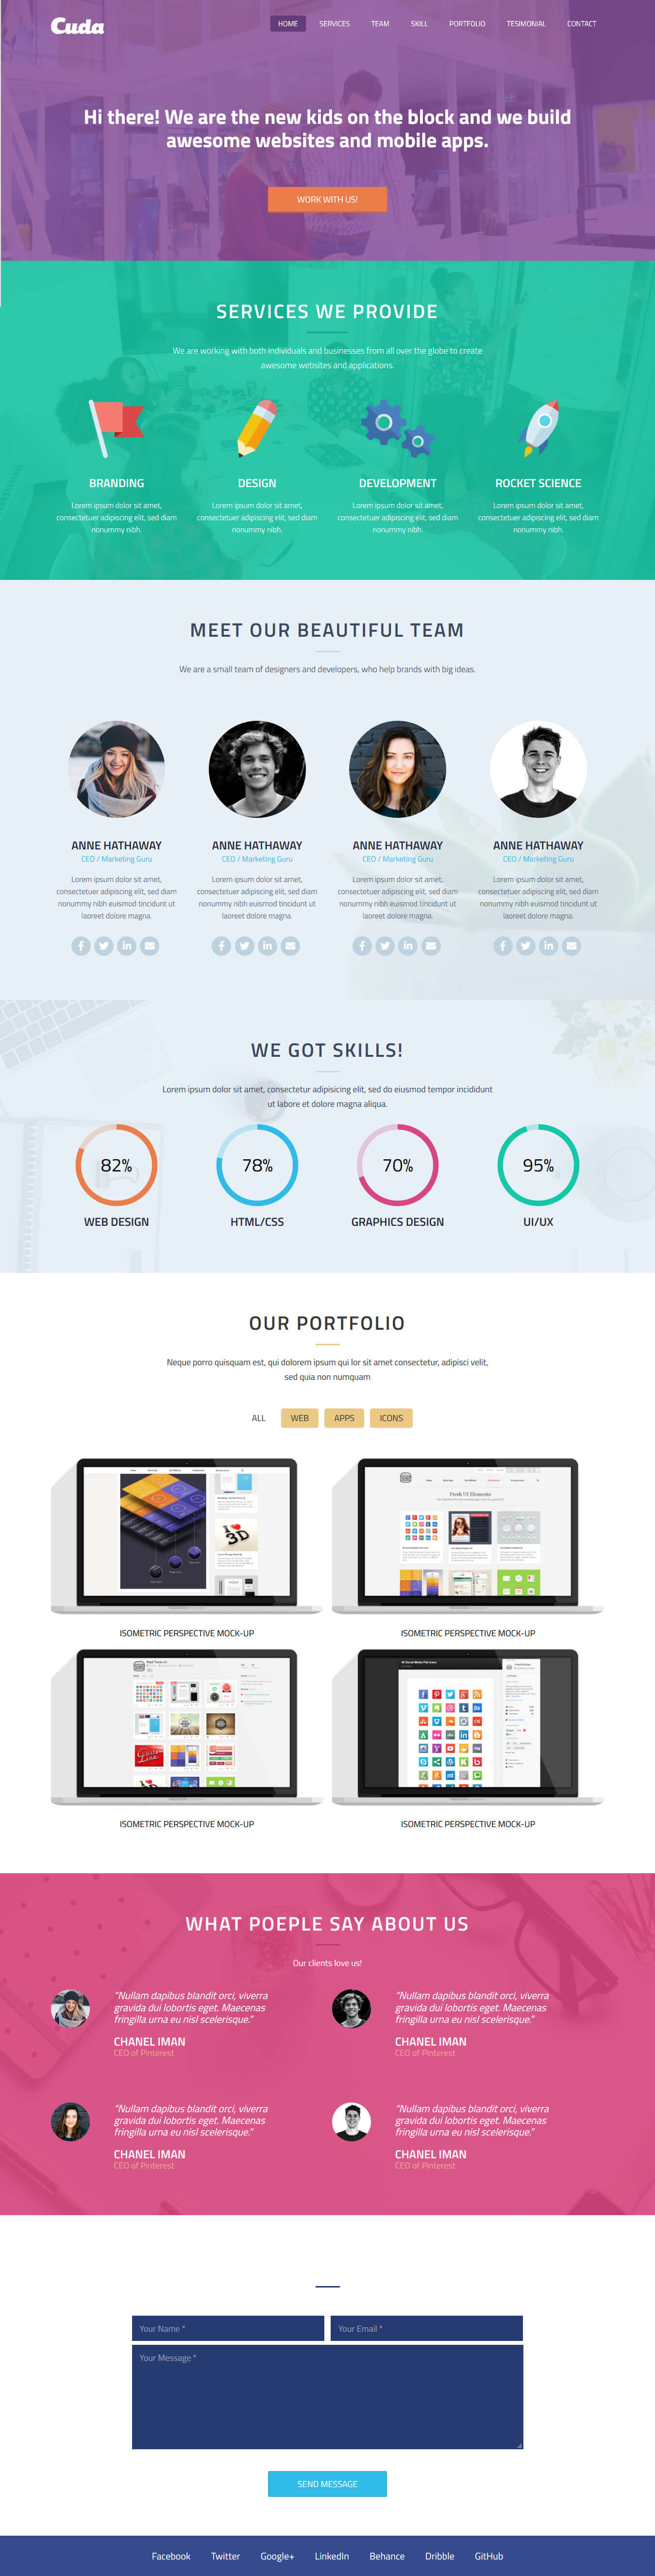 Cuda
HOME SERVICES TEAM SKILL PORTFOLIO TESIMONIAL CONTACT
Hi there! We are the new kids on the block and we build
awesome websites and mobile apps.
WORK WITH US!
SERVICES WE PROVIDE
We are working with both individuals and businesses from all over the globe to create
awesome websites and applications.
BRANDING
Lorem ipsum dolor sit amet,
consectetuer adipiscing elit, sed diam
nonummy nibh.
DESIGN
Lorem ipsum dolor sit amet,
consectetuer adipiscing elit, sed diam
nonummy nibh.
DEVELOPMENT
Lorem ipsum dolor sit amet,
consectetuer adipiscing elit, sed diam
nonummy nibh.
ROCKET SCIENCE
Lorem ipsum dolor sit amet,
consectetuer adipiscing elit, sed diam
nonummy nibh.
MEET OUR BEAUTIFUL TEAM
We are a small team of designers and developers, who help brands with big ideas.
ANNE HATHAWAY
CEO / Marketing Guru
Lorem ipsum dolor sit amet,
consectetuer adipiscing elit, sed diam
nonummy nibh euismod tincidunt ut
laoreet dolore magna.
ANNE HATHAWAY
CEO / Marketing Guru
Lorem ipsum dolor sit amet,
consectetuer adipiscing elit, sed diam
nonummy nibh euismod tincidunt ut
laoreet dolore magna.
ANNE HATHAWAY
CEO / Marketing Guru
Lorem ipsum dolor sit amet,
consectetuer adipiscing elit, sed diam
nonummy nibh euismod tincidunt ut
laoreet dolore magna.
ANNE HATHAWAY
CEO / Marketing Guru
Lorem ipsum dolor sit amet,
consectetuer adipiscing elit, sed diam
nonummy nibh euismod tincidunt ut
laoreet dolore magna.
WE GOT SKILLS!
Lorem ipsum dolor sit amet, consectetur adipisicing elit, sed do eiusmod tempor incididunt
ut labore et dolore magna aliqua.
82%
WEB DESIGN
78%
HTML/CSS
70%
GRAPHICS DESIGN
95%
UI/UX
OUR PORTFOLIO
Neque porro quisquam est, qui dolorem ipsum qui lor sit amet consectetur, adipisci velit,
sed quia non numquam
ALL WEB APPS ICONS
I 3D
Fresh UI Elements
ISOMETRIC PERSPECTIVE MOCK-UP
ISOMETRIC PERSPECTIVE MOCK-UP
ISOMETRIC PERSPECTIVE MOCK-UP
ISOMETRIC PERSPECTIVE MOCK-UP
WHAT POEPLE SAY ABOUT US
Our clients love us!
"Nullam dapibus blandit orci, viverra
gravida dui lobortis eget. Maecenas
fringilla urna eu nisl scelerisque."
CHANEL IMAN
CEO of Pinterest
"Nullam dapibus blandit orci, viverra
gravida dui lobortis eget. Maecenas
fringilla urna eu nisl scelerisque."
CHANEL IMAN
CEO of Pinterest
"Nullam dapibus blandit orci, viverra
gravida dui lobortis eget. Maecenas
fringilla urna eu nisl scelerisque."
CHANEL IMAN
CEO of Pinterest
"Nullam dapibus blandit orci, viverra
gravida dui lobortis eget. Maecenas
fringilla urna eu nisl scelerisque."
CHANEL IMAN
CEO of Pinterest
Your Name * Your Email *
Your Message *
SEND MESSAGE
Facebook Twitter Google+ LinkedIn Behance Dribble GitHub